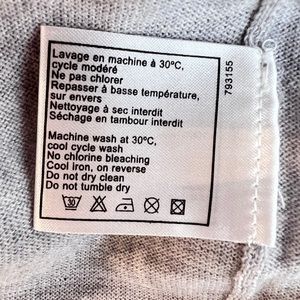 Lavage en machine à 30ºC,
cycle modéré
Ne pas chlorer
Repasser à basse température,
sur envers
Nettoyage à sec interdit
Séchage en tambour interdit
Machine wash at 30ºC,
cool cycle wash
No chlorine bleaching
Cool iron, on reverse
Do not dry clean
Do not tumble dry
30
793155